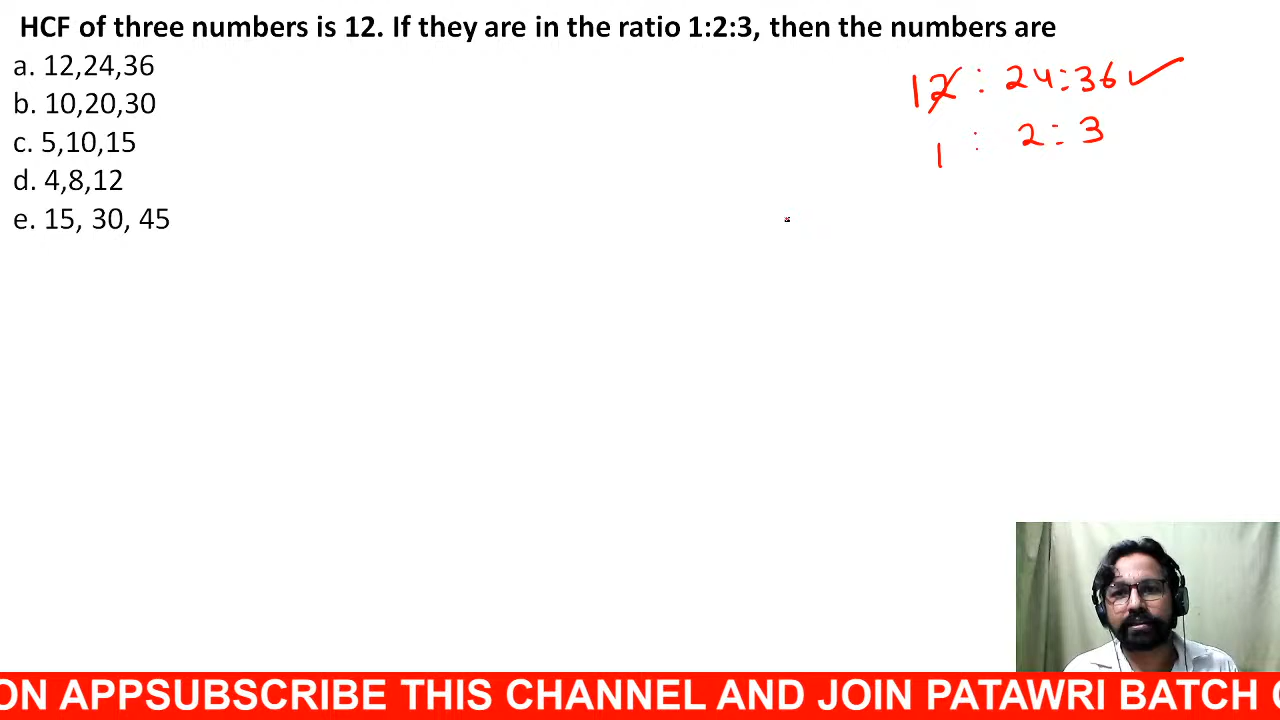 HCF of three numbers is 12. If they are in the ratio 1:2:3, then the numbers are
a. 12,24,36
b. 10,20,30
c. 5,10,15
d. 4,8,12
e. 15, 30, 45
12 : 24 : 36 ✓
1 : 2 : 3
ON APPSUBSCRIBE THIS CHANNEL AND JOIN PATAWRI BATCH